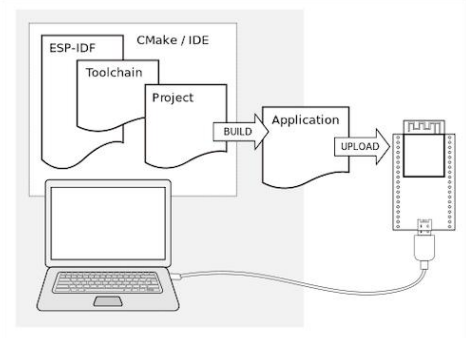 ESP-IDF
CMake / IDE
Toolchain
Project
BUILD
Application
UPLOAD